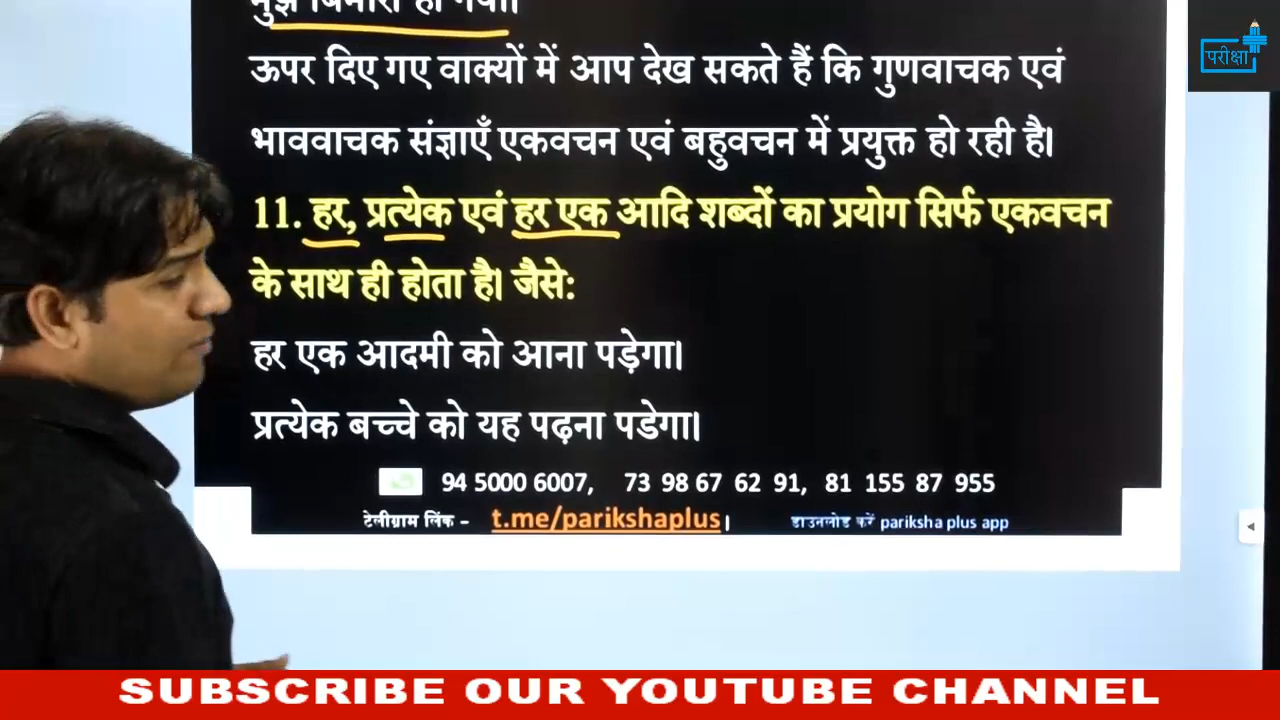 परीक्षा
ऊपर दिए गए वाक्यों में आप देख सकते हैं कि गुणवाचक एवं
भाववाचक संज्ञाएँ एकवचन एवं बहुवचन में प्रयुक्त हो रही है।
11. हर, प्रत्येक एवं हर एक आदि शब्दों का प्रयोग सिर्फ एकवचन
के साथ ही होता है। जैसे:
हर एक आदमी को आना पड़ेगा।
प्रत्येक बच्चे को यह पढ़ना पडेगा।
94 5000 6007, 73 98 67 62 91, 81 155 87 955
टेलीग्राम लिंक – t.me/parikshaplus। डाउनलोड करें pariksha plus app
SUBSCRIBE OUR YOUTUBE CHANNEL